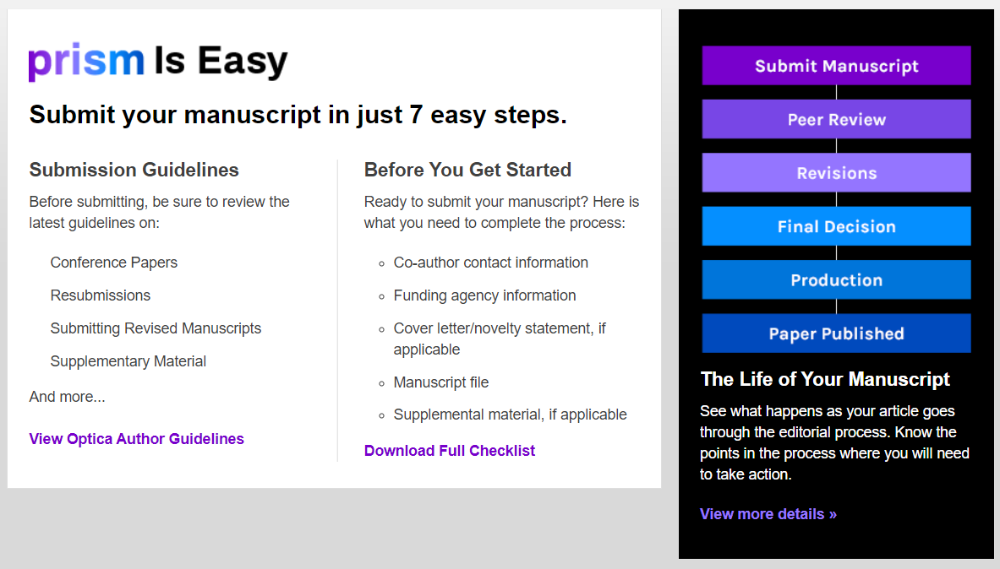 prism Is Easy
Submit your manuscript in just 7 easy steps.
Submission Guidelines
Before submitting, be sure to review the
latest guidelines on:
Conference Papers
Resubmissions
Submitting Revised Manuscripts
Supplementary Material
And more...
View Optica Author Guidelines
Before You Get Started
Ready to submit your manuscript? Here is
what you need to complete the process:
Co-author contact information
Funding agency information
Cover letter/novelty statement, if
applicable
Manuscript file
Supplemental material, if applicable
Download Full Checklist
Submit Manuscript
Peer Review
Revisions
Final Decision
Production
Paper Published
The Life of Your Manuscript
See what happens as your article goes
through the editorial process. Know the
points in the process where you will need
to take action.
View more details »